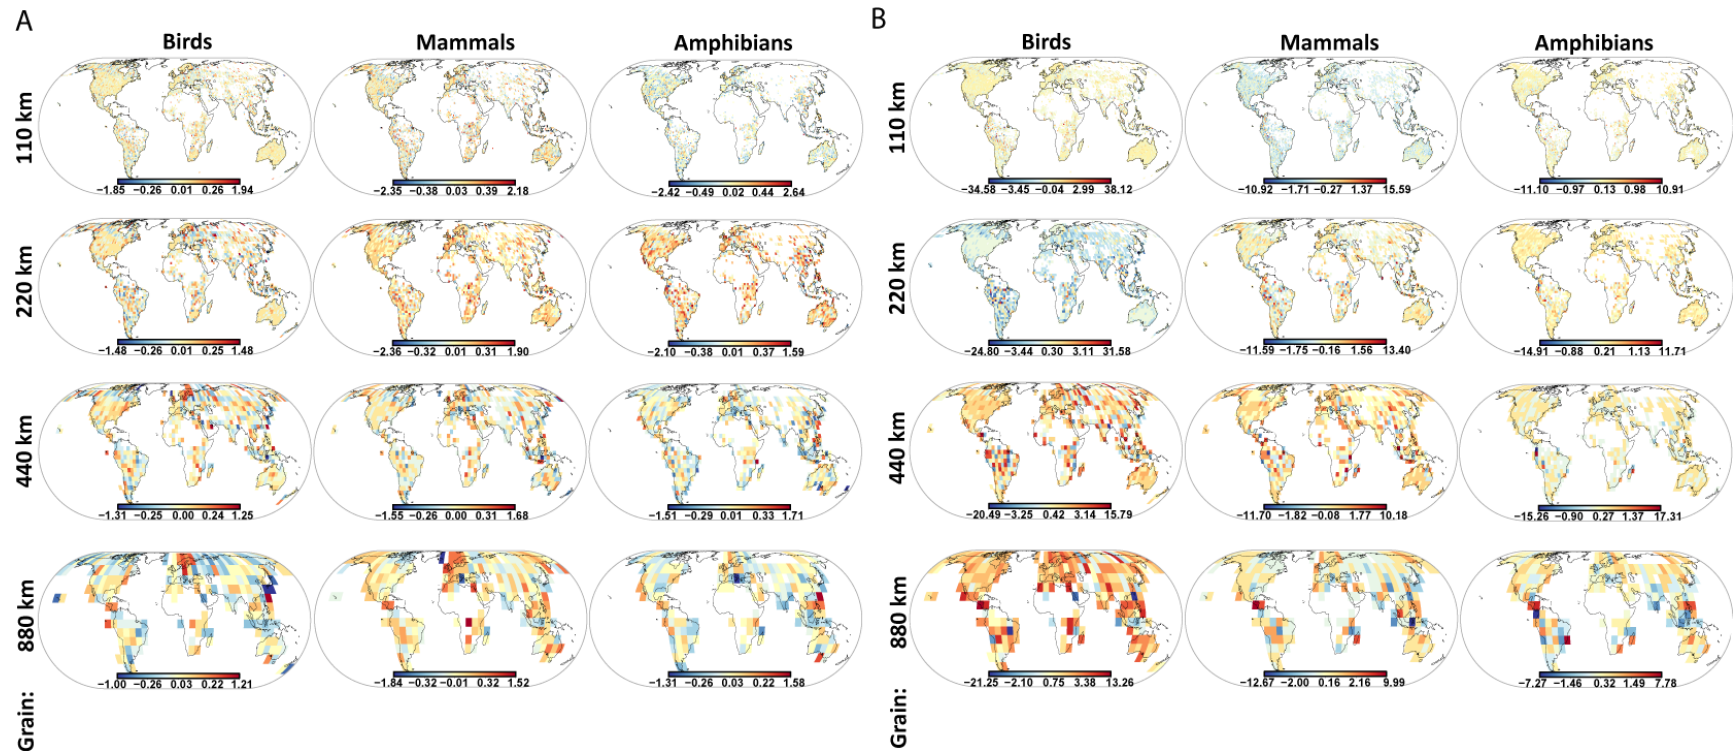 A
B
Birds Mammals Amphibians
Birds Mammals Amphibians
110 km
−1.85 −0.26 0.01 0.26 1.94
−2.35 −0.38 0.03 0.39 2.18
−2.42 −0.49 0.02 0.44 2.64
110 km
−34.58 −3.45 −0.04 2.99 38.12
−10.92 −1.71 −0.27 1.37 15.59
−11.10 −0.97 0.13 0.98 10.91
220 km
−1.48 −0.26 0.01 0.25 1.48
−2.36 −0.32 0.01 0.31 1.90
−2.10 −0.38 0.01 0.37 1.59
220 km
−24.80 −3.44 0.30 3.11 31.58
−11.59 −1.75 −0.16 1.56 13.40
−14.91 −0.88 0.21 1.13 11.71
440 km
−1.31 −0.25 0.00 0.24 1.25
−1.55 −0.26 0.00 0.31 1.68
−1.51 −0.29 0.01 0.33 1.71
440 km
−20.49 −3.25 0.42 3.14 15.79
−11.70 −1.82 −0.08 1.77 10.18
−15.26 −0.90 0.27 1.37 17.31
880 km
−1.00 −0.26 0.03 0.22 1.21
−1.84 −0.32 −0.01 0.32 1.52
−1.31 −0.26 0.03 0.22 1.58
880 km
−21.25 −2.10 0.75 3.38 13.26
−12.67 −2.00 0.16 2.16 9.99
−7.27 −1.46 0.32 1.49 7.78
Grain:
Grain: